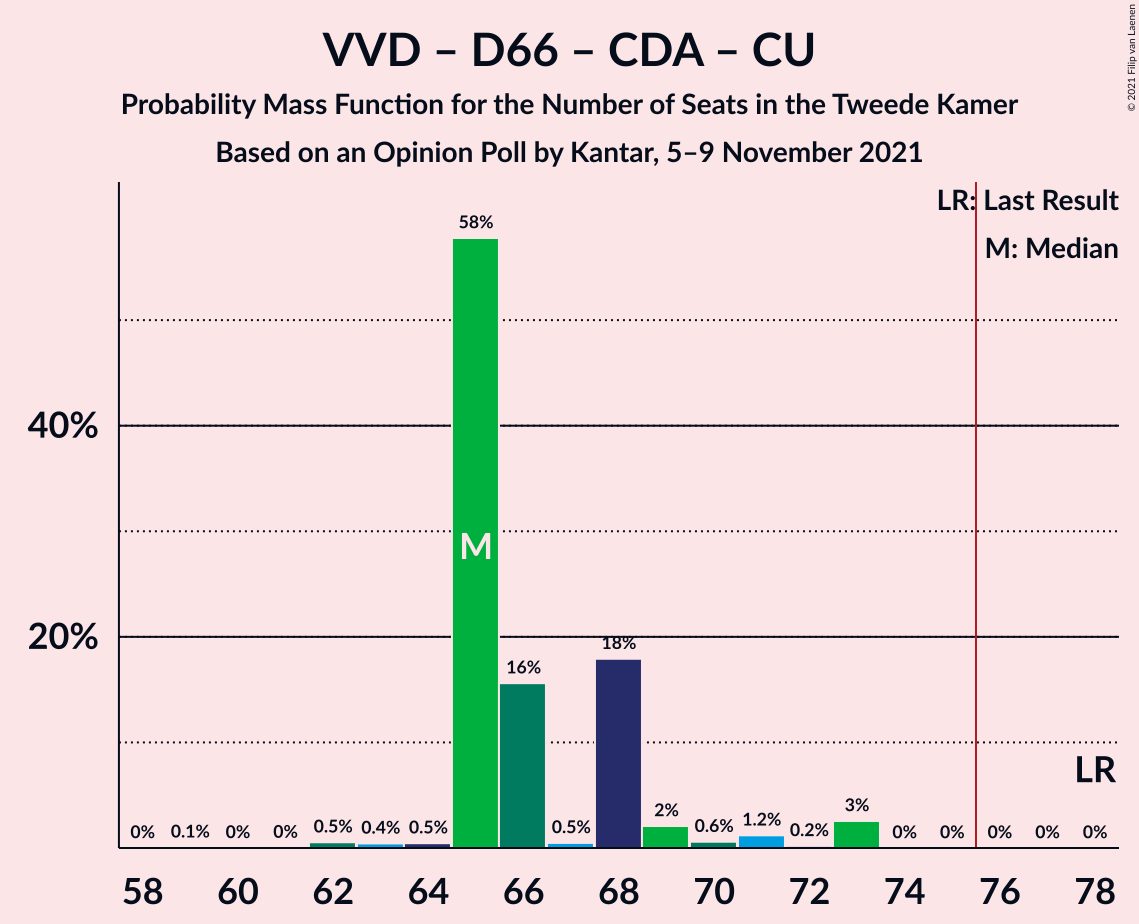 VVD – D66 – CDA – CU
Probability Mass Function for the Number of Seats in the Tweede Kamer
Based on an Opinion Poll by Kantar, 5–9 November 2021
© 2021 Filip van Laenen
LR: Last Result
M: Median
58%
40%
M
20%
18%
16%
LR
0% 0.1% 0% 0% 0.5% 0.4% 0.5% 0.5% 2% 0.6% 1.2% 0.2% 3% 0% 0% 0% 0% 0%
58 60 62 64 66 68 70 72 74 76 78